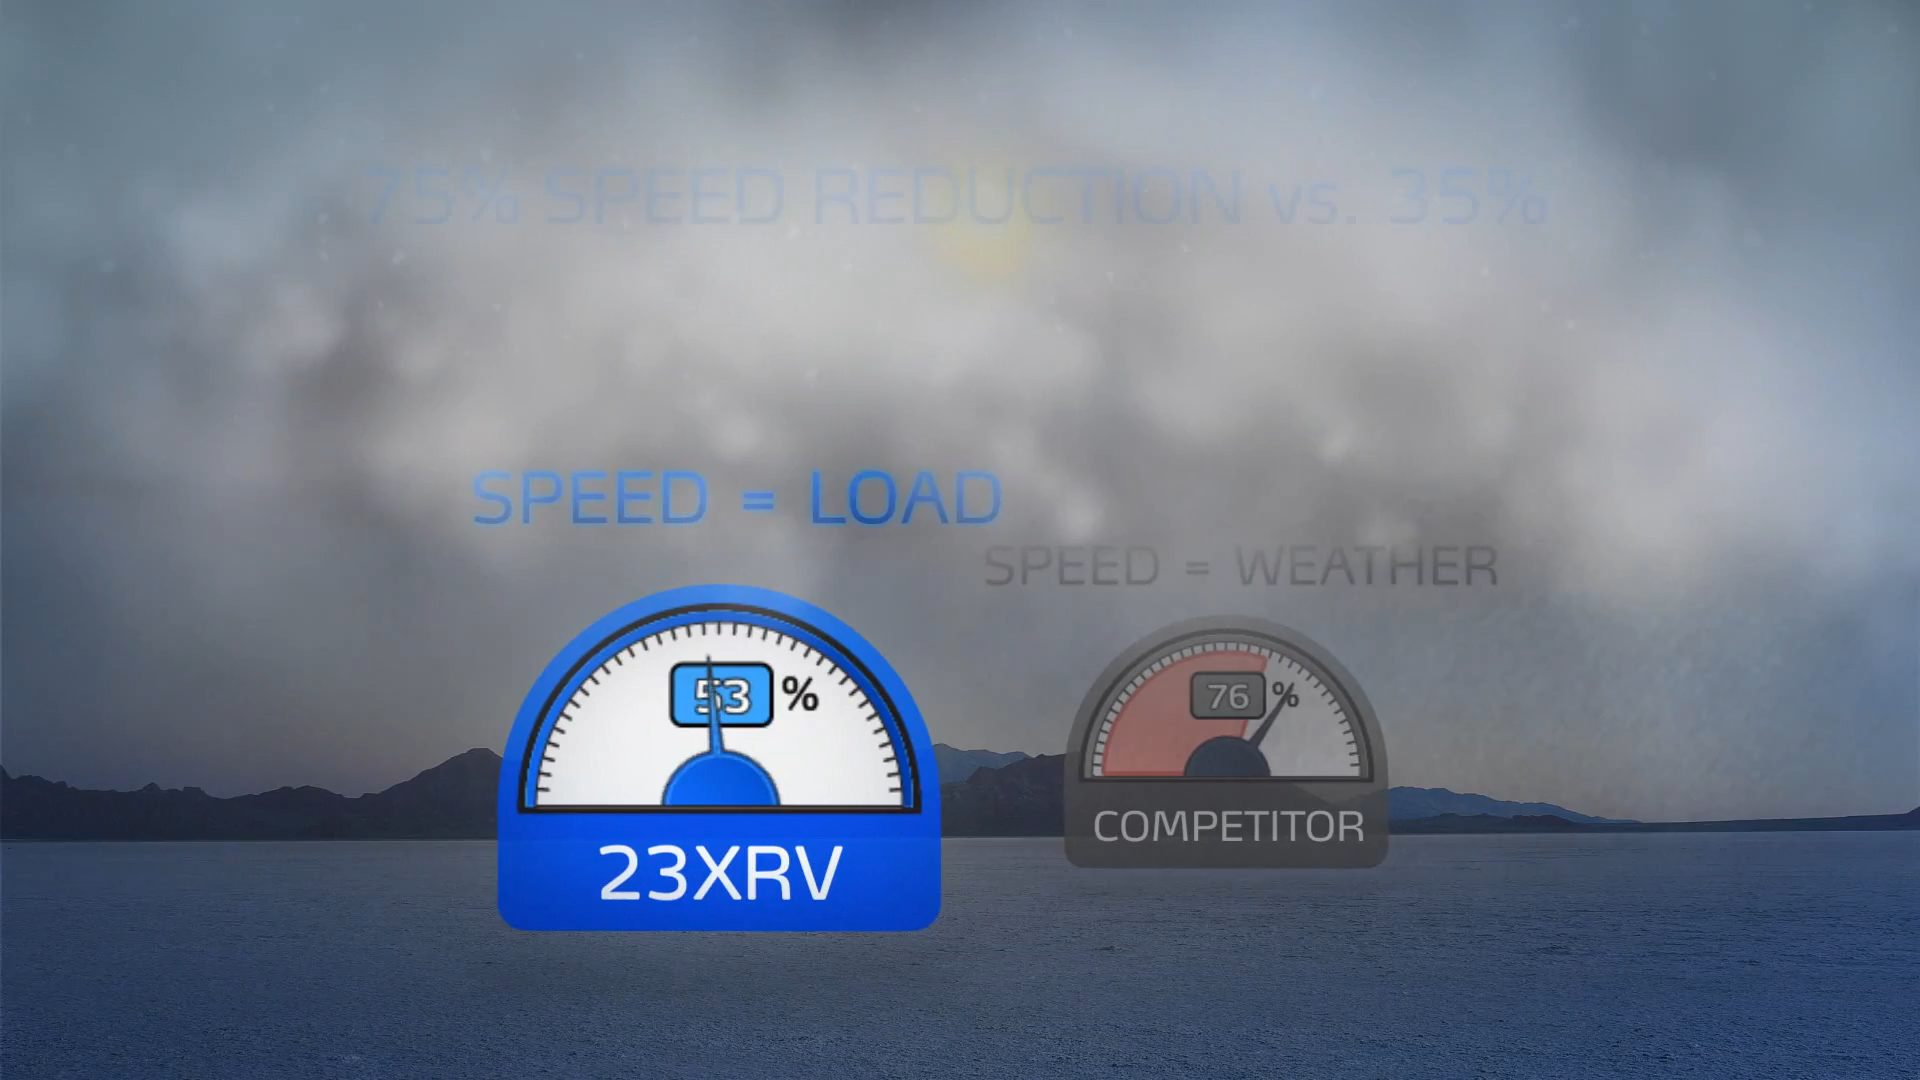 75% SPEED REDUCTION vs. 35%
SPEED = LOAD
SPEED = WEATHER
53 %
76 %
23XRV
COMPETITOR